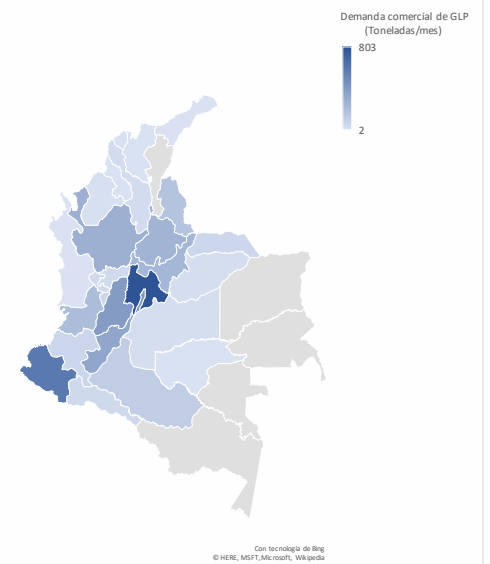 Demanda comercial de GLP
(Toneladas/mes)
803
2
Con tecnología de Bing
© HERE, MSFT,Microsoft, Wikipedia